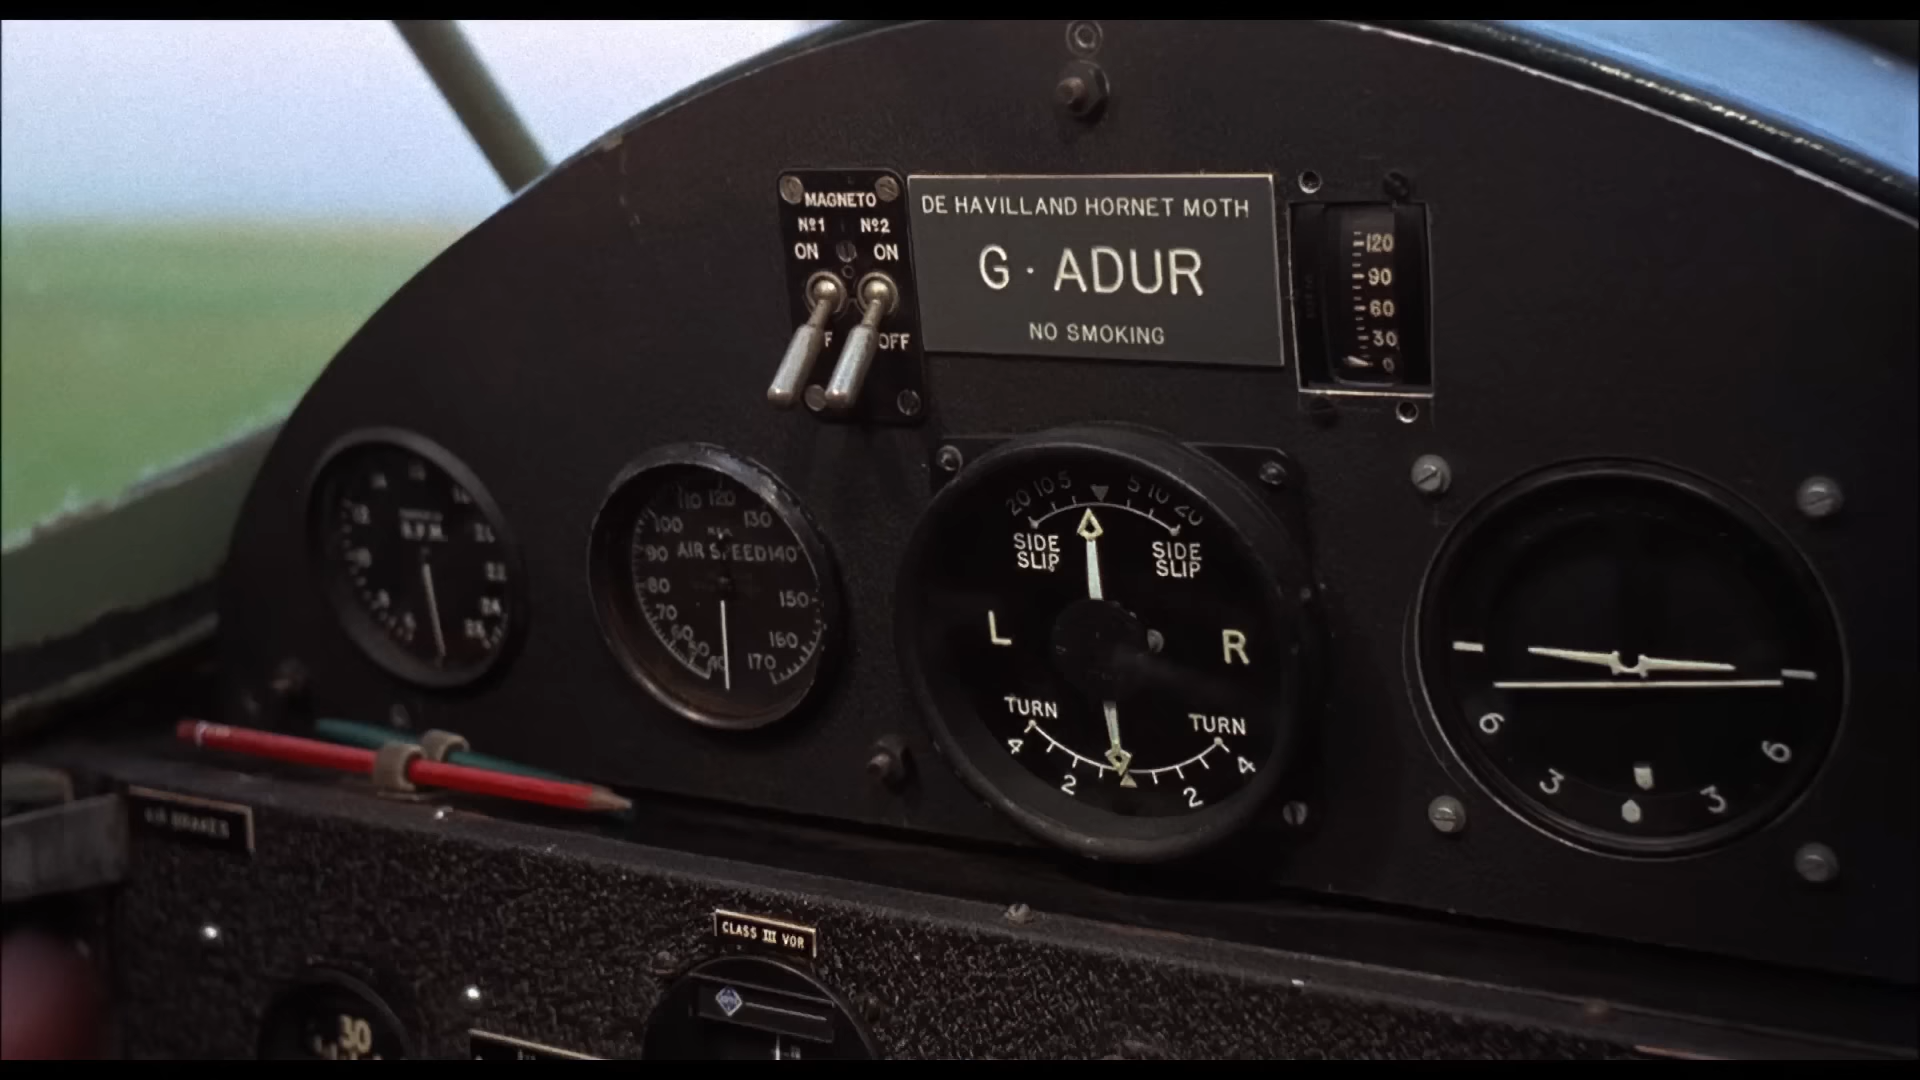 MAGNETO
Nº1 Nº2
ON ON
OFF
DE HAVILLAND HORNET MOTH
G · ADUR
NO SMOKING
120
90
60
30
0
R.P.M.
110 120
100 130
90 AIR SPEED 140
80
70 150
60
160
40 170
20 10 5 5 10 20
SIDE SLIP
SIDE SLIP
L R
TURN TURN
4 2 2 4
6 6
3 3
AIR BRAKES
CLASS III VOR
30